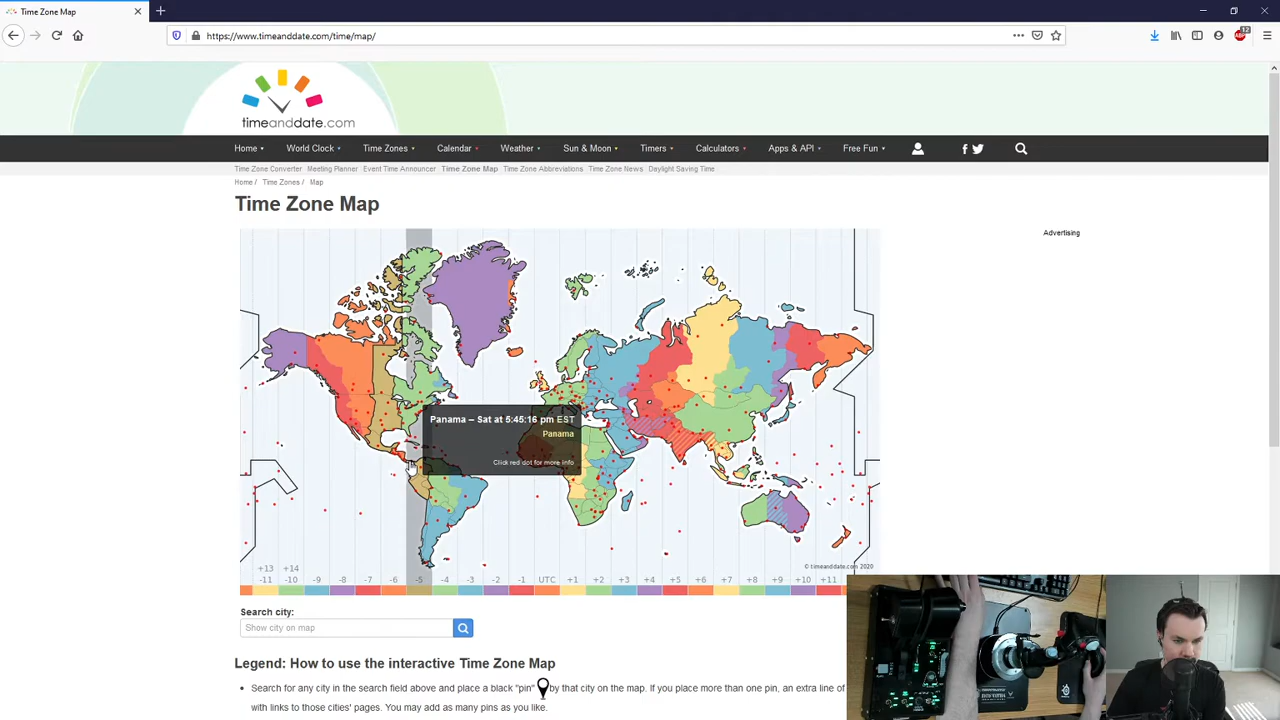 Time Zone Map
https://www.timeanddate.com/time/map/
12
timeanddate.com
Home World Clock Time Zones Calendar Weather Sun & Moon Timers Calculators Apps & API Free Fun
Time Zone Converter Meeting Planner Event Time Announcer Time Zone Map Time Zone Abbreviations Time Zone News Daylight Saving Time
Home / Time Zones / Map
Time Zone Map
Advertising
Panama – Sat at 5:45:16 pm EST
Panama
Click red dot for more info
© timeanddate.com 2020
+13 +14
-11 -10 -9 -8 -7 -6 -5 -4 -3 -2 -1 UTC +1 +2 +3 +4 +5 +6 +7 +8 +9 +10 +11
Search city:
Show city on map
Legend: How to use the interactive Time Zone Map
Search for any city in the search field above and place a black "pin" by that city on the map. If you place more than one pin, an extra line of
with links to those cities' pages. You may add as many pins as you like.